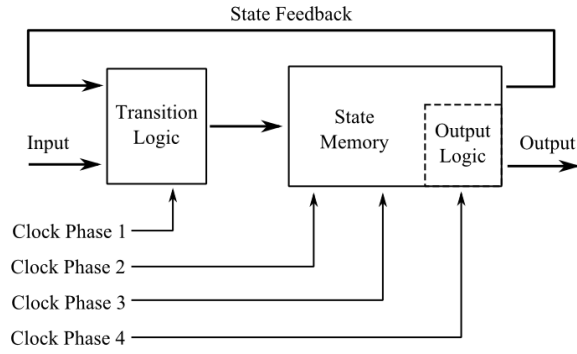 State Feedback
Transition
Logic
State
Memory
Output
Logic
Input
Output
Clock Phase 1
Clock Phase 2
Clock Phase 3
Clock Phase 4